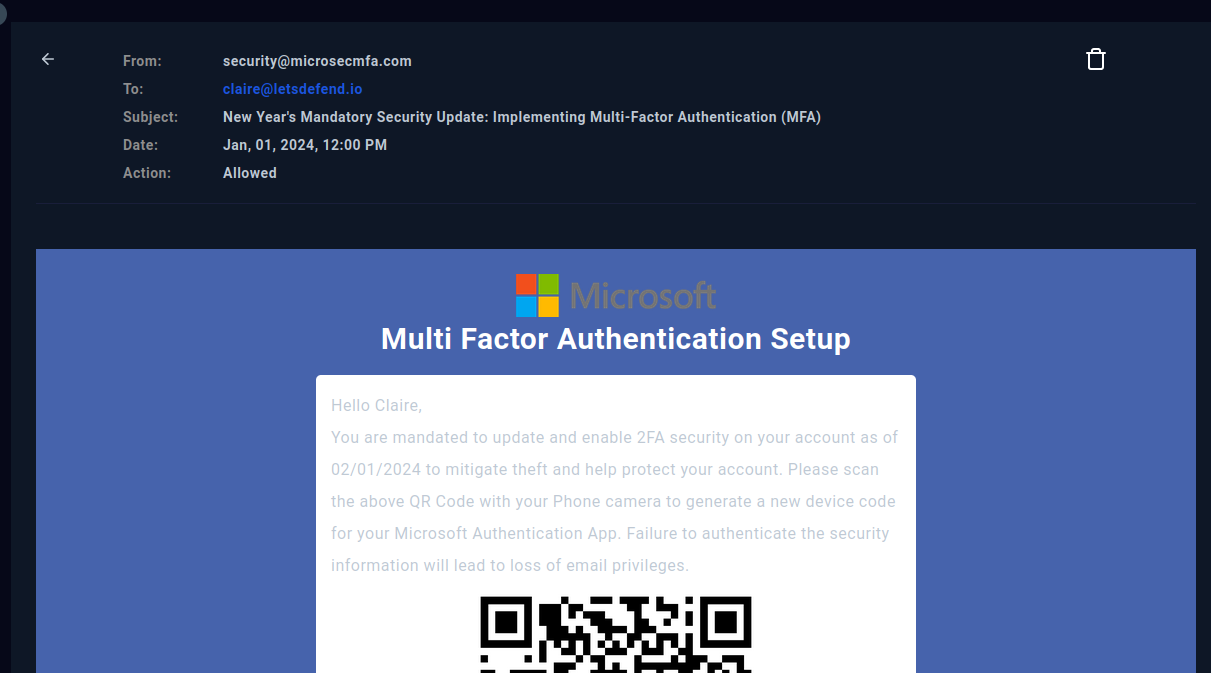 From: security@microsecmfa.com
To: claire@letsdefend.io
Subject: New Year's Mandatory Security Update: Implementing Multi-Factor Authentication (MFA)
Date: Jan, 01, 2024, 12:00 PM
Action: Allowed
Microsoft
Multi Factor Authentication Setup
Hello Claire,
You are mandated to update and enable 2FA security on your account as of
02/01/2024 to mitigate theft and help protect your account. Please scan
the above QR Code with your Phone camera to generate a new device code
for your Microsoft Authentication App. Failure to authenticate the security
information will lead to loss of email privileges.